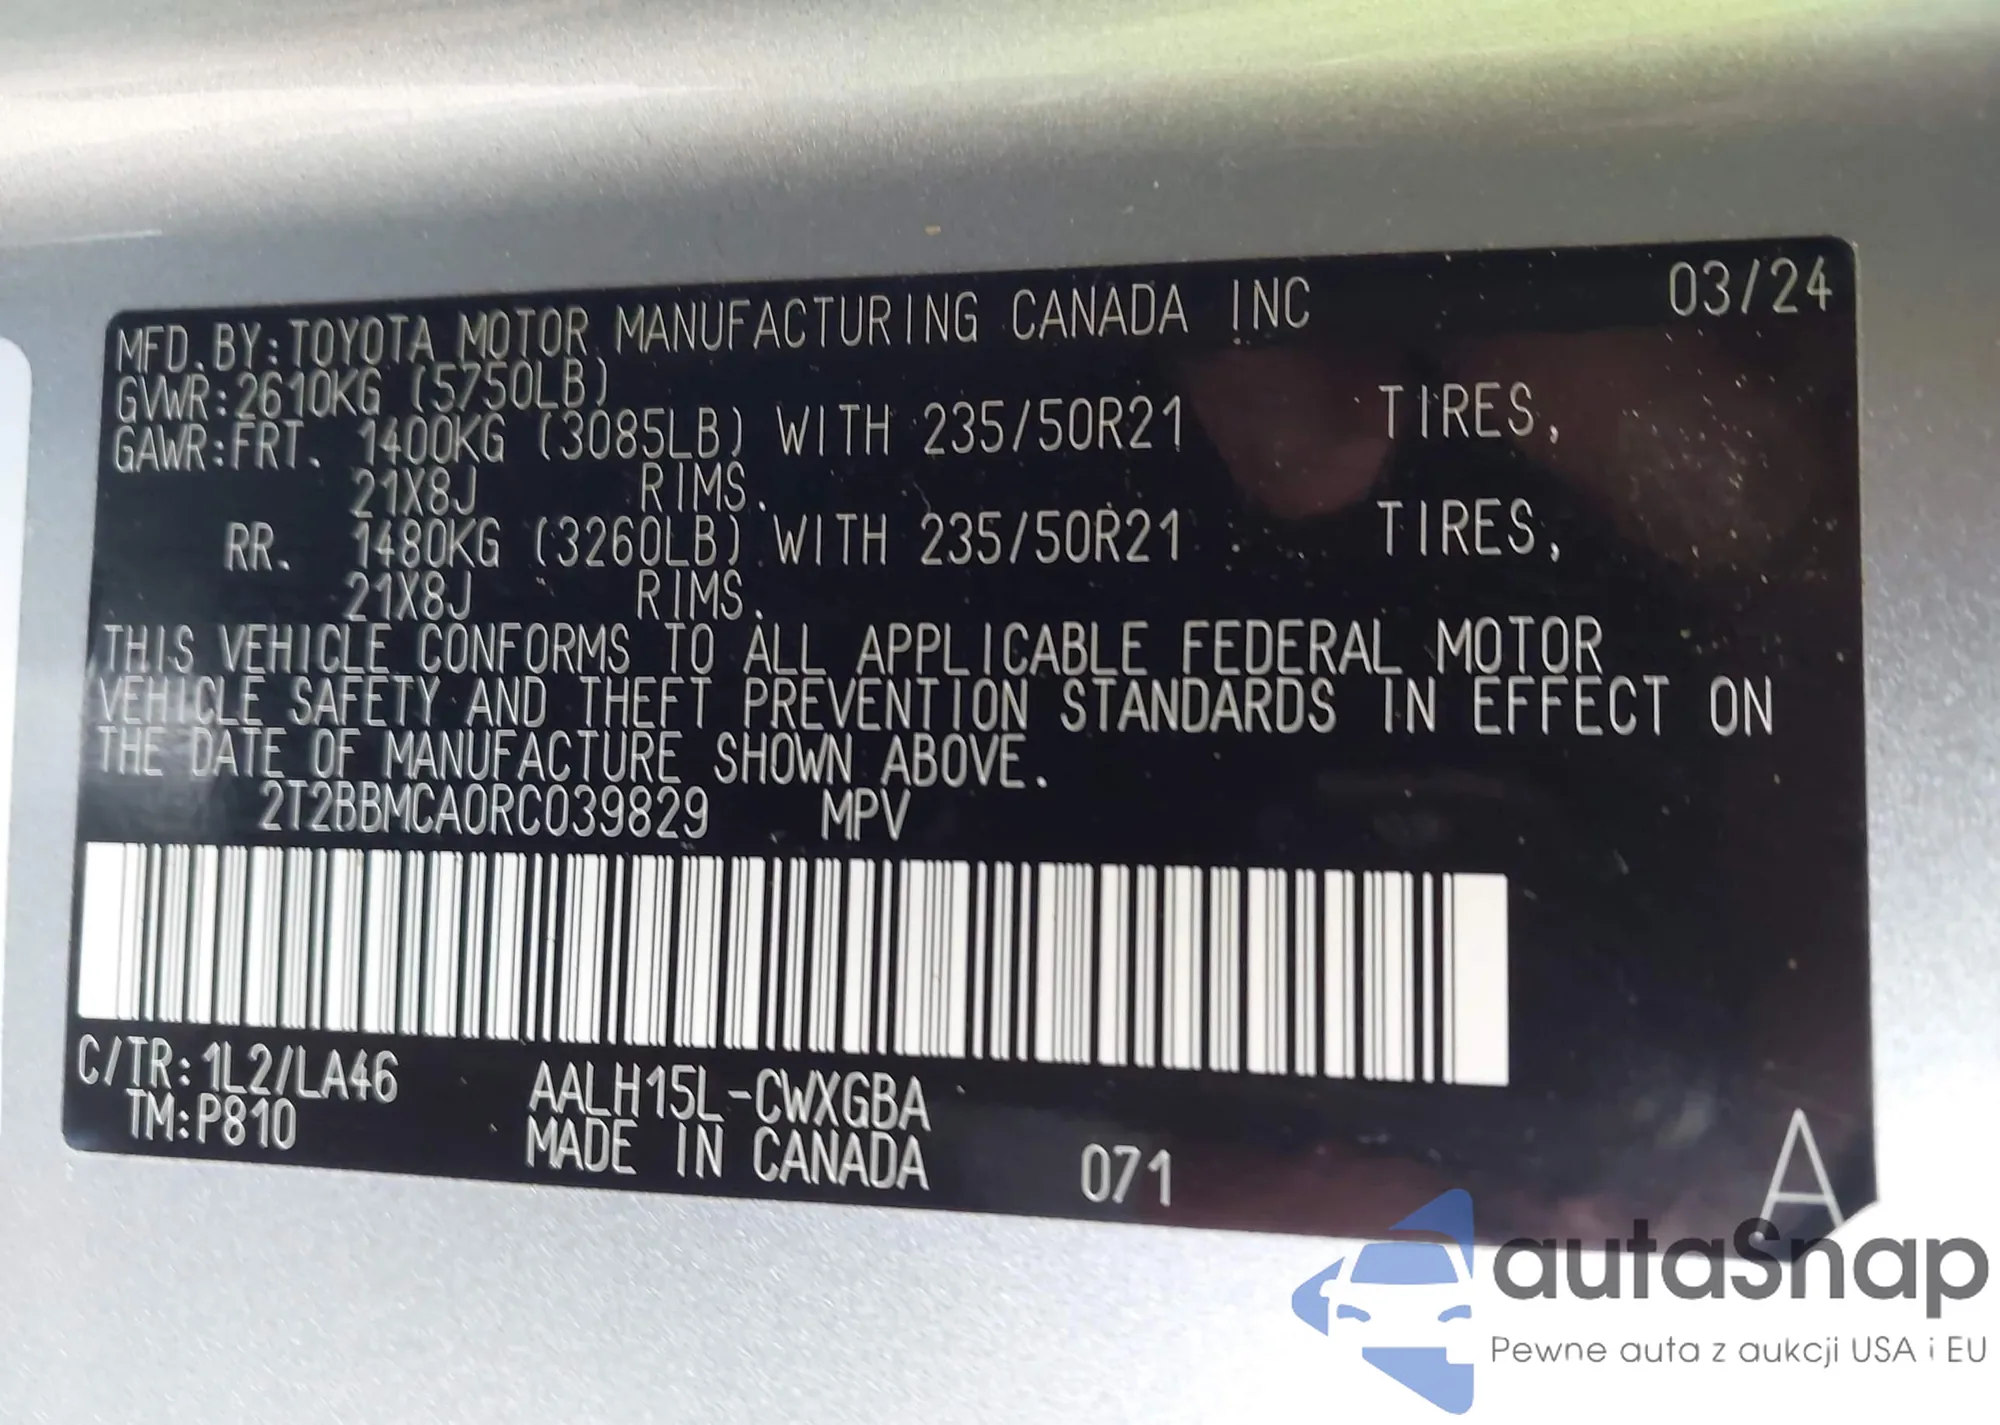 MFD.BY:TOYOTA MOTOR MANUFACTURING CANADA INC 03/24
GVWR:2610KG (5750LB)
GAWR:FRT. 1400KG (3085LB) WITH 235/50R21 TIRES,
21X8J RIMS.
RR. 1480KG (3260LB) WITH 235/50R21 TIRES,
21X8J RIMS.
THIS VEHICLE CONFORMS TO ALL APPLICABLE FEDERAL MOTOR
VEHICLE SAFETY AND THEFT PREVENTION STANDARDS IN EFFECT ON
THE DATE OF MANUFACTURE SHOWN ABOVE.
2T2BBMCA0RC039829 MPV
C/TR:1L2/LA46 AALH15L-CWXGBA
TM:P810 MADE IN CANADA 071 A
autaSnap
Pewne auta z aukcji USA i EU